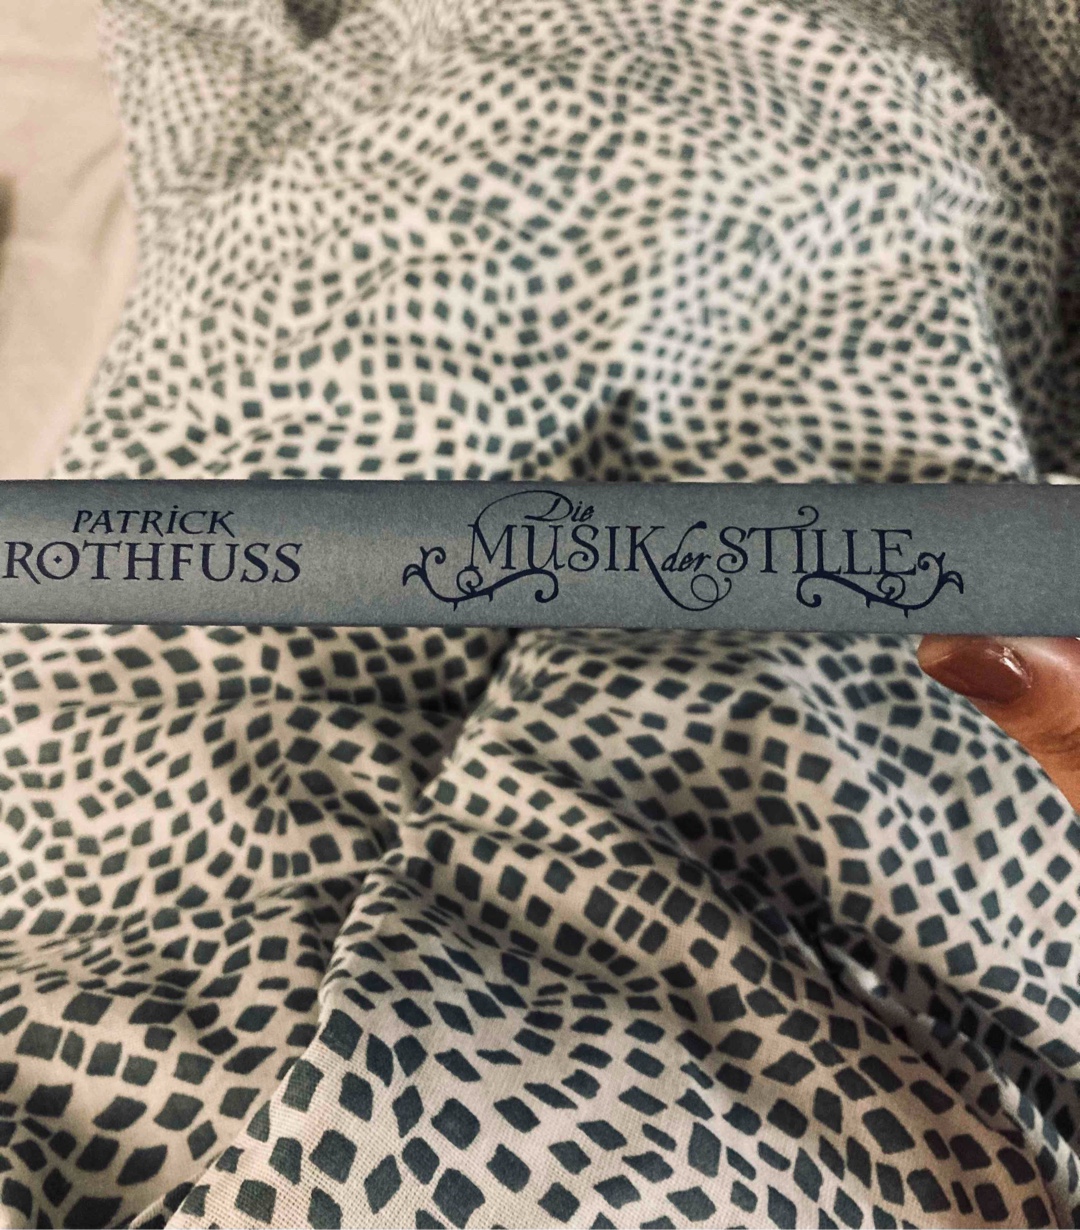 PATRICK
ROTHFUSS
Die
MUSIK der STILLE